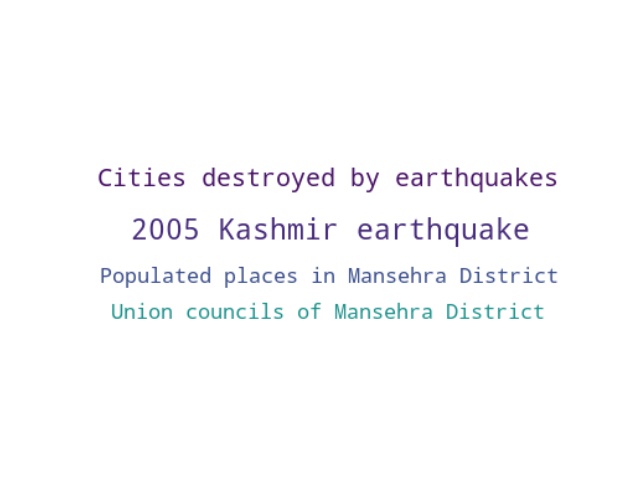 Cities destroyed by earthquakes
2005 Kashmir earthquake
Populated places in Mansehra District
Union councils of Mansehra District